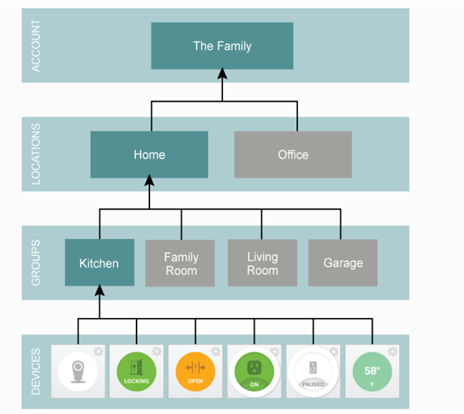 ACCOUNT
The Family
LOCATIONS
Home
Office
GROUPS
Kitchen
Family
Room
Living
Room
Garage
DEVICES
LOCKING
OPEN
ON
PAUSED
58°
F